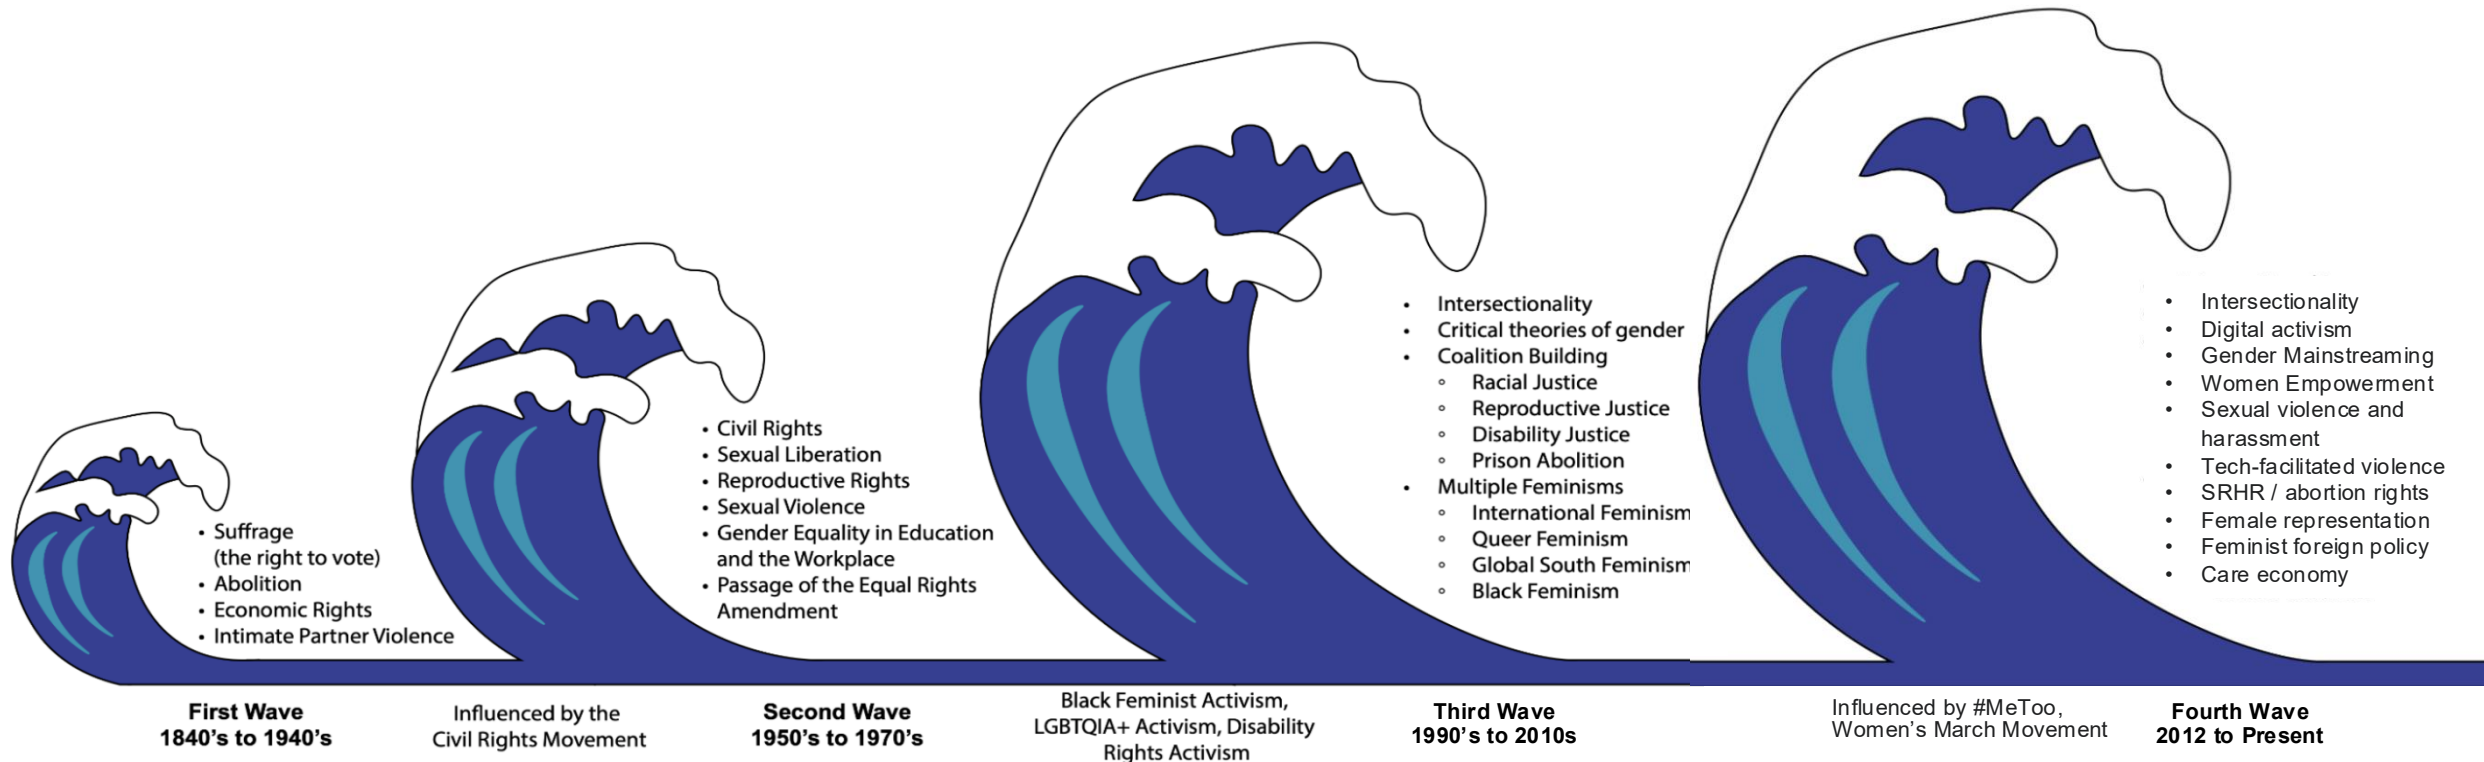 • Suffrage
(the right to vote)
• Abolition
• Economic Rights
• Intimate Partner Violence
First Wave
1840's to 1940's
Influenced by the
Civil Rights Movement
• Civil Rights
• Sexual Liberation
• Reproductive Rights
• Sexual Violence
• Gender Equality in Education
and the Workplace
• Passage of the Equal Rights
Amendment
Second Wave
1950's to 1970's
Black Feminist Activism,
LGBTQIA+ Activism, Disability
Rights Activism
• Intersectionality
• Critical theories of gender
• Coalition Building
◦ Racial Justice
◦ Reproductive Justice
◦ Disability Justice
◦ Prison Abolition
• Multiple Feminisms
◦ International Feminism
◦ Queer Feminism
◦ Global South Feminism
◦ Black Feminism
Third Wave
1990's to 2010s
Influenced by #MeToo,
Women's March Movement
• Intersectionality
• Digital activism
• Gender Mainstreaming
• Women Empowerment
• Sexual violence and
harassment
• Tech-facilitated violence
• SRHR / abortion rights
• Female representation
• Feminist foreign policy
• Care economy
Fourth Wave
2012 to Present